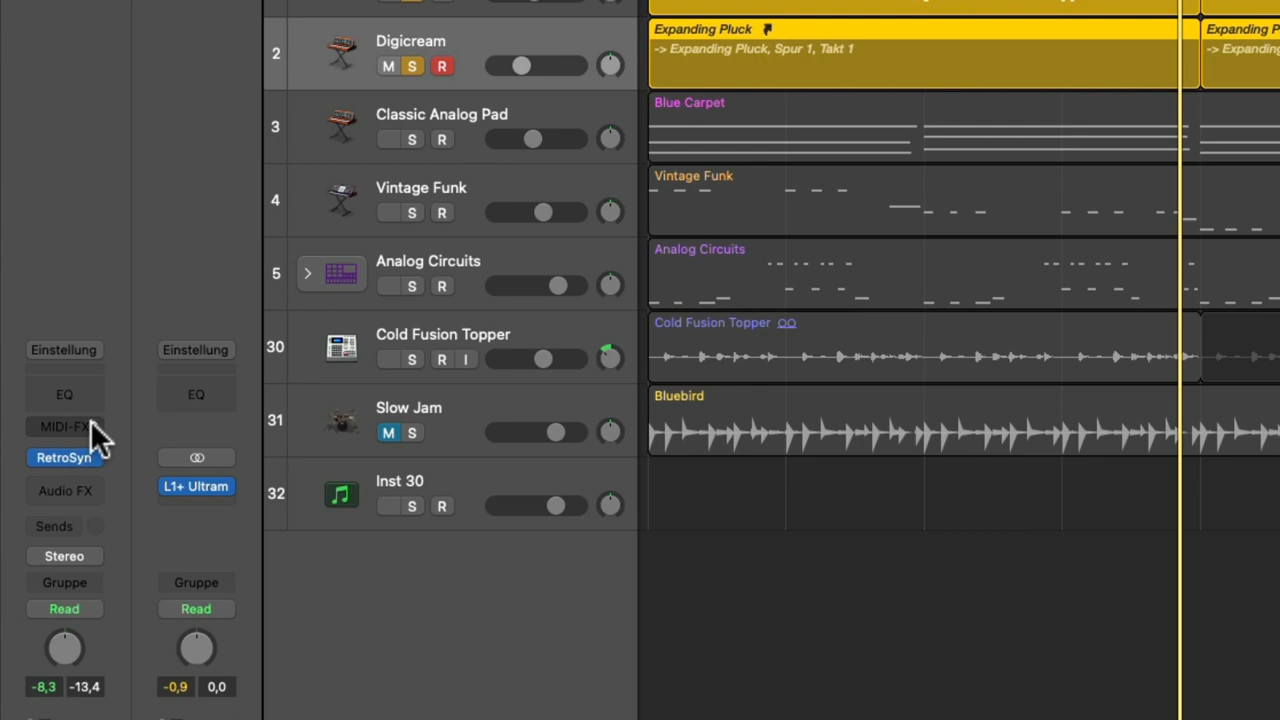 2
Digicream
M S R
3
Classic Analog Pad
S R
4
Vintage Funk
S R
5
Analog Circuits
S R
30
Cold Fusion Topper
S R I
31
Slow Jam
M S
32
Inst 30
S R
Expanding Pluck
-> Expanding Pluck, Spur 1, Takt 1
Expanding P
-> Expanding
Blue Carpet
Vintage Funk
Analog Circuits
Cold Fusion Topper
Bluebird
Einstellung
EQ
MIDI-FX
RetroSyn
Audio FX
Sends
Stereo
Gruppe
Read
-8,3 -13,4
Einstellung
EQ
L1+ Ultram
Gruppe
Read
-0,9 0,0